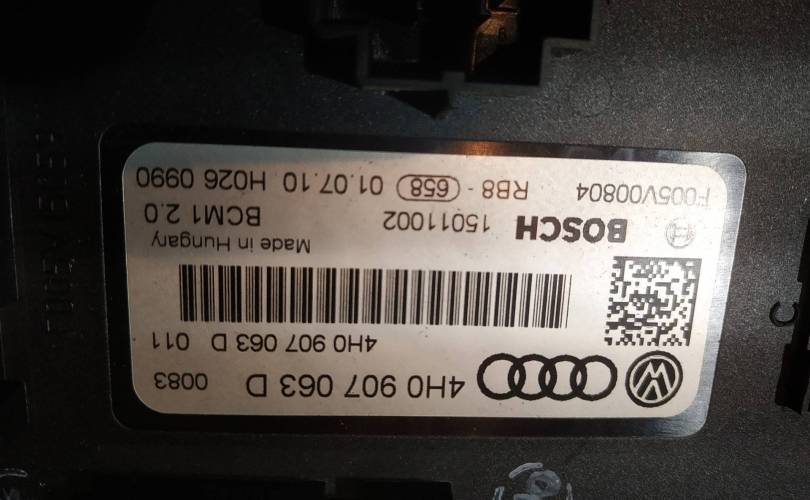 4H0 907 063 D 0083
4H0 907 063 D 011
Made in Hungary
BOSCH 15011002 BCM1 2.0
F005V00804 RB8 - 658 01.07.10 H026 0990
C